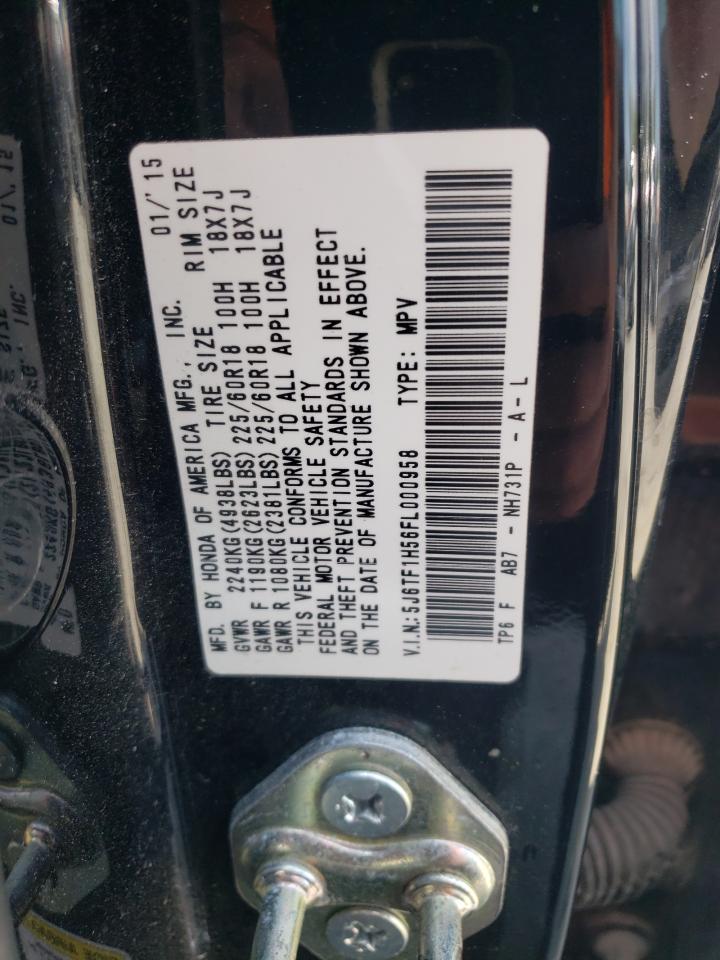 MFD. BY HONDA OF AMERICA MFG., INC. 01/'15
GVWR 2240KG(4938LBS) TIRE SIZE RIM SIZE
GAWR F 1190KG(2623LBS) 225/60R18 100H 18X7J
GAWR R 1080KG(2381LBS) 225/60R18 100H 18X7J
THIS VEHICLE CONFORMS TO ALL APPLICABLE
FEDERAL MOTOR VEHICLE SAFETY
AND THEFT PREVENTION STANDARDS IN EFFECT
ON THE DATE OF MANUFACTURE SHOWN ABOVE.
V.I.N.: 5J6TF1H56FL000958 TYPE: MPV
TP6 F AB7 - NH731P - A - L